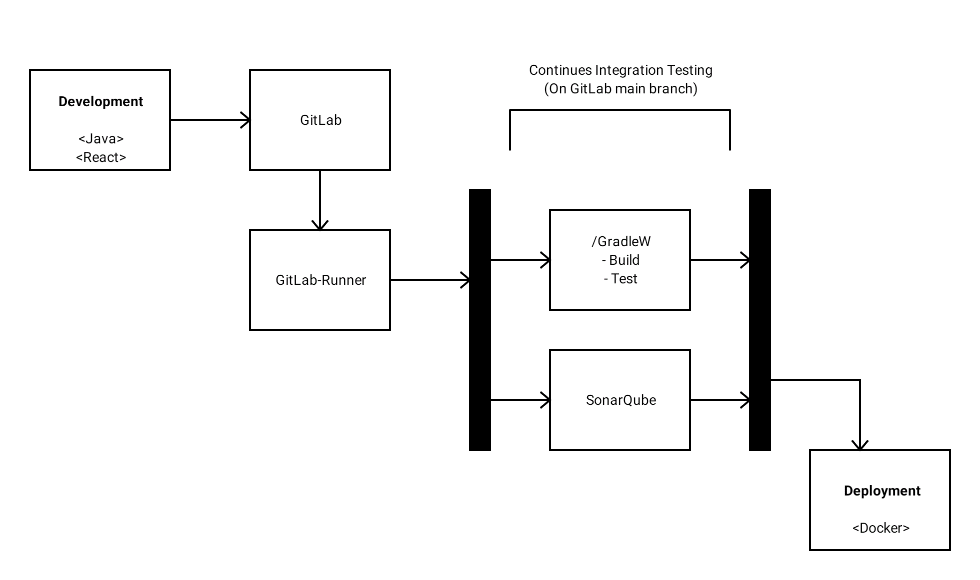 Continues Integration Testing
(On GitLab main branch)
Development
<Java>
<React>
GitLab
GitLab-Runner
/GradleW
- Build
- Test
SonarQube
Deployment
<Docker>